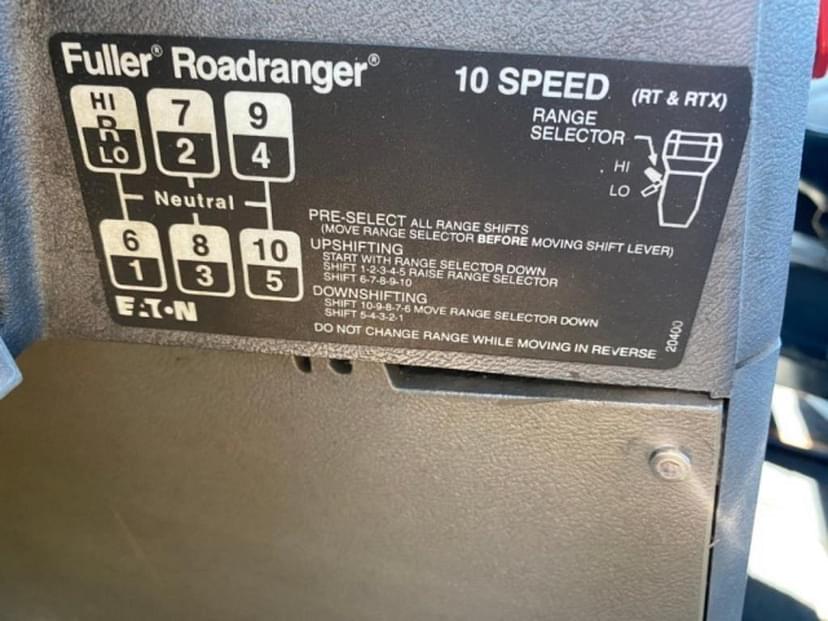 Fuller® Roadranger®
10 SPEED (RT & RTX)
HI R LO
7 2
9 4
RANGE
SELECTOR
HI
LO
Neutral
6 1
8 3
10 5
PRE-SELECT ALL RANGE SHIFTS
(MOVE RANGE SELECTOR BEFORE MOVING SHIFT LEVER)
UPSHIFTING
START WITH RANGE SELECTOR DOWN
SHIFT 1-2-3-4-5 RAISE RANGE SELECTOR
SHIFT 6-7-8-9-10
DOWNSHIFTING
SHIFT 10-9-8-7-6 MOVE RANGE SELECTOR DOWN
SHIFT 5-4-3-2-1
DO NOT CHANGE RANGE WHILE MOVING IN REVERSE
EATON
20400